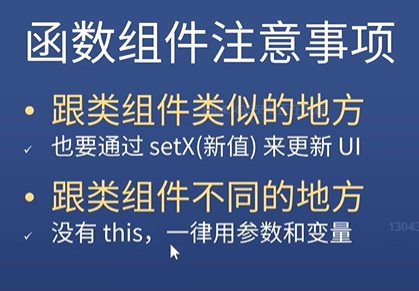 函数组件注意事项
• 跟类组件类似的地方
✓ 也要通过 setX(新值) 来更新 UI
• 跟类组件不同的地方
✓ 没有 this，一律用参数和变量
13043